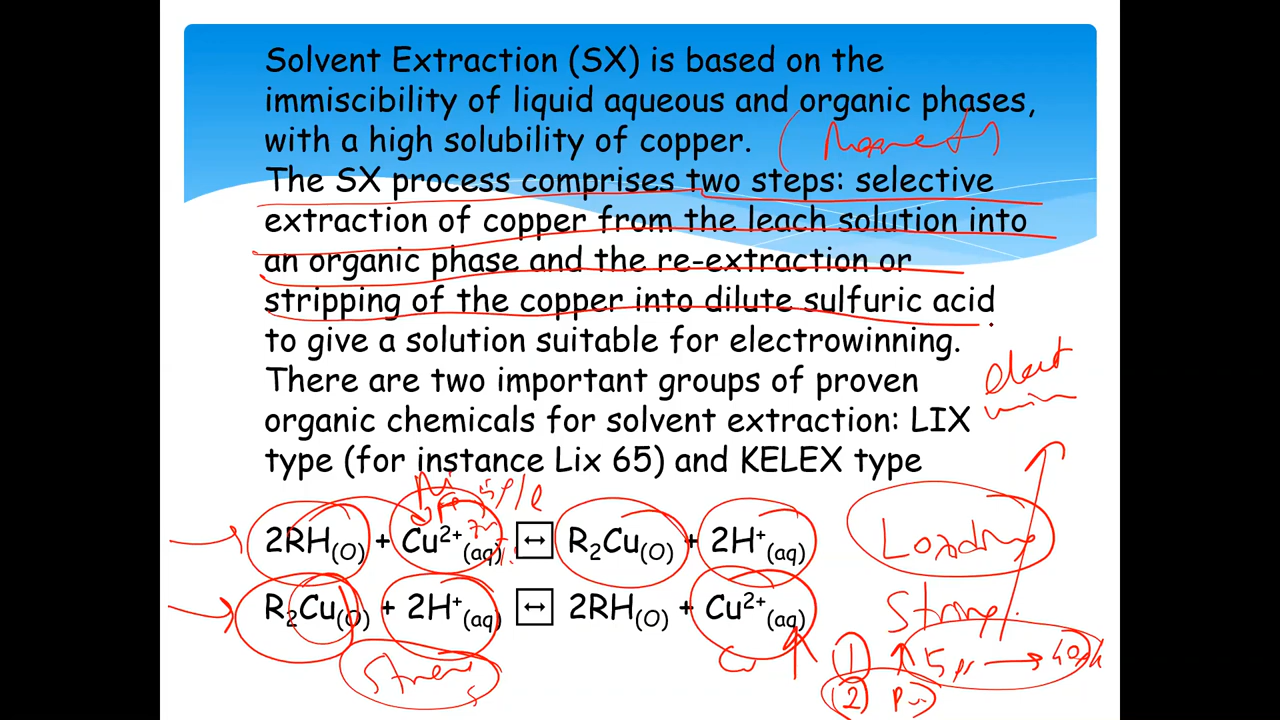 Solvent Extraction (SX) is based on the
immiscibility of liquid aqueous and organic phases,
with a high solubility of copper.
The SX process comprises two steps: selective
extraction of copper from the leach solution into
an organic phase and the re-extraction or
stripping of the copper into dilute sulfuric acid
to give a solution suitable for electrowinning.
There are two important groups of proven
organic chemicals for solvent extraction: LIX
type (for instance Lix 65) and KELEX type
2RH(O) + Cu²⁺(aq) ↔ R₂Cu(O) + 2H⁺(aq)
R₂Cu(O) + 2H⁺(aq) ↔ 2RH(O) + Cu²⁺(aq)
Loading
1
2